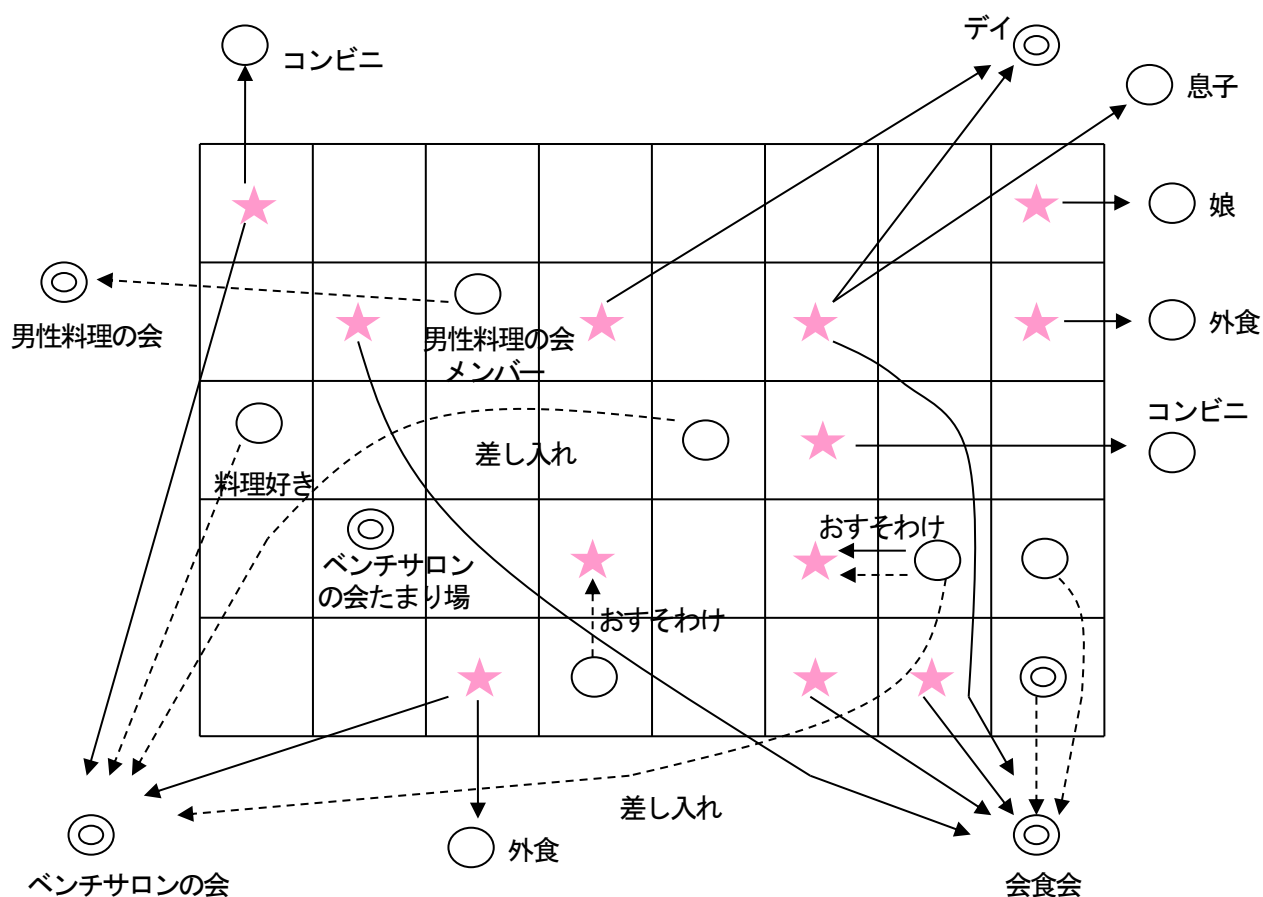 デイ
コンビニ
息子
娘
外食
男性料理の会
男性料理の会
メンバー
コンビニ
差し入れ
料理好き
おすそわけ
ベンチサロン
の会たまり場
おすそわけ
差し入れ
外食
ベンチサロンの会
会食会